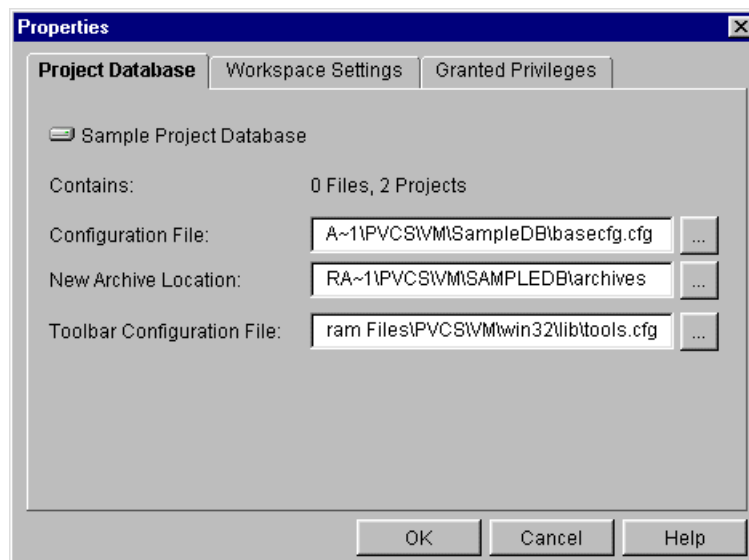 Properties
Project Database Workspace Settings Granted Privileges
Sample Project Database
Contains: 0 Files, 2 Projects
Configuration File: A~1\PVCS\VM\SampleDB\basecfg.cfg ...
New Archive Location: RA~1\PVCS\VM\SAMPLEDB\archives ...
Toolbar Configuration File: ram Files\PVCS\VM\win32\lib\tools.cfg ...
OK Cancel Help